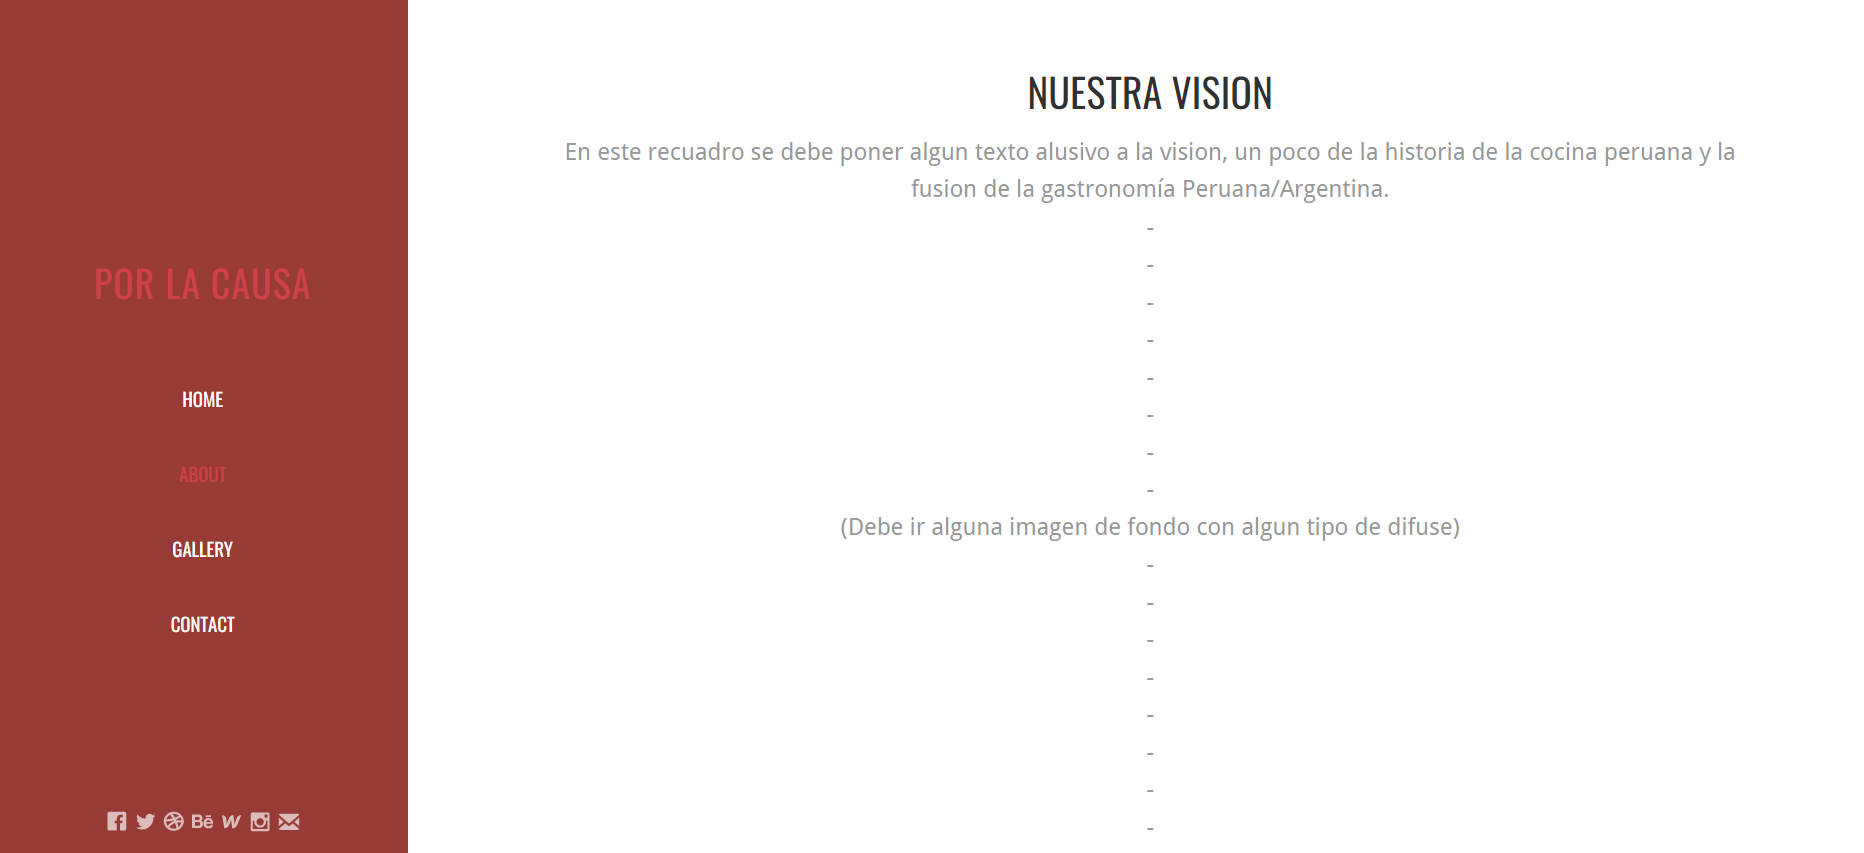 POR LA CAUSA
HOME
ABOUT
GALLERY
CONTACT
NUESTRA VISION
En este recuadro se debe poner algun texto alusivo a la vision, un poco de la historia de la cocina peruana y la
fusion de la gastronomía Peruana/Argentina.
-
-
-
-
-
-
-
-
(Debe ir alguna imagen de fondo con algun tipo de difuse)
-
-
-
-
-
-
-
-